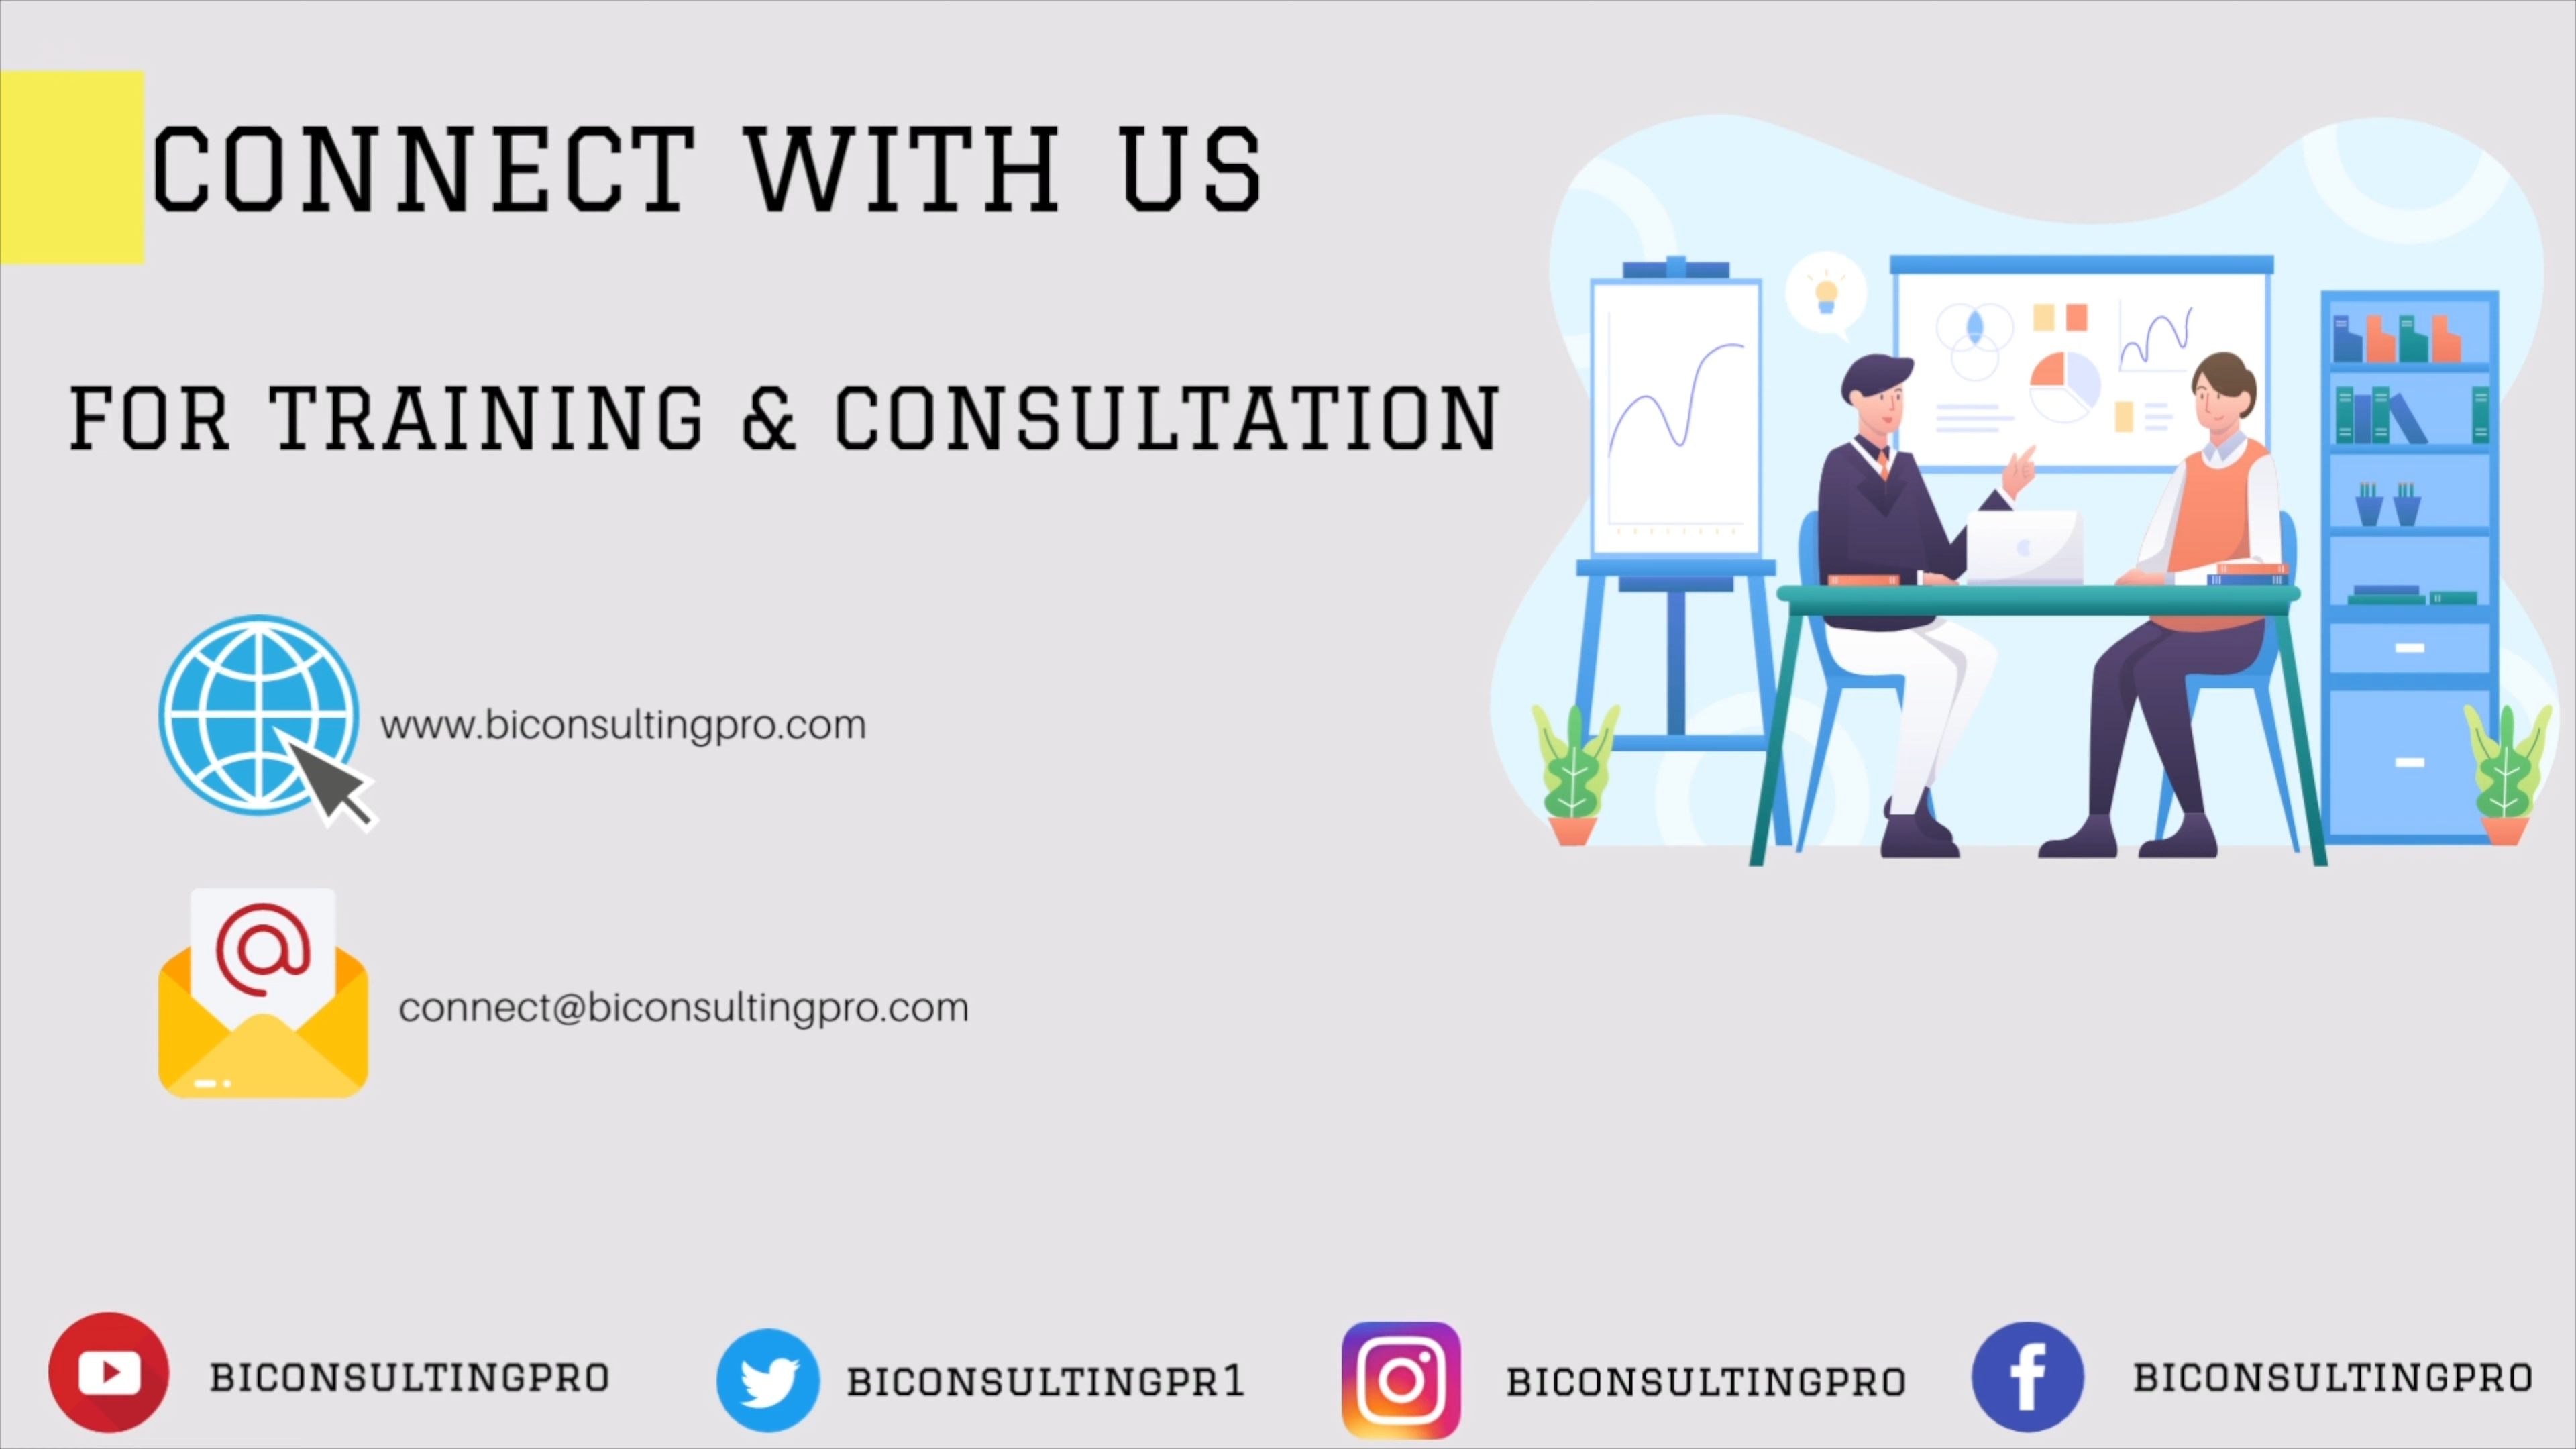 CONNECT WITH US
FOR TRAINING & CONSULTATION
www.biconsultingpro.com
connect@biconsultingpro.com
BICONSULTINGPRO
BICONSULTINGPR1
BICONSULTINGPRO
BICONSULTINGPRO